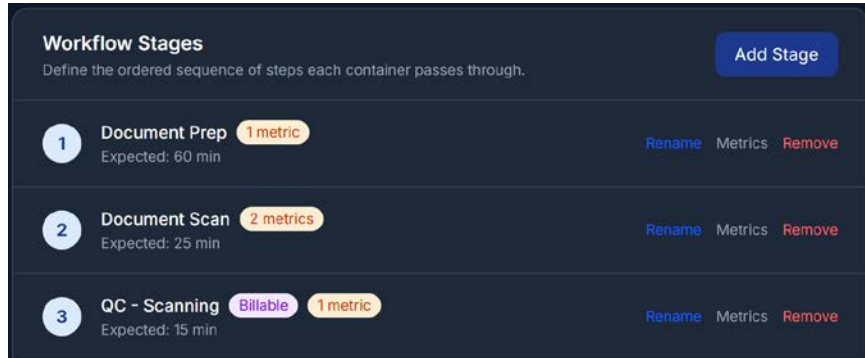 Workflow Stages
Define the ordered sequence of steps each container passes through.
Add Stage
1 Document Prep 1 metric
Expected: 60 min
Rename Metrics Remove
2 Document Scan 2 metrics
Expected: 25 min
Rename Metrics Remove
3 QC - Scanning Billable 1 metric
Expected: 15 min
Rename Metrics Remove